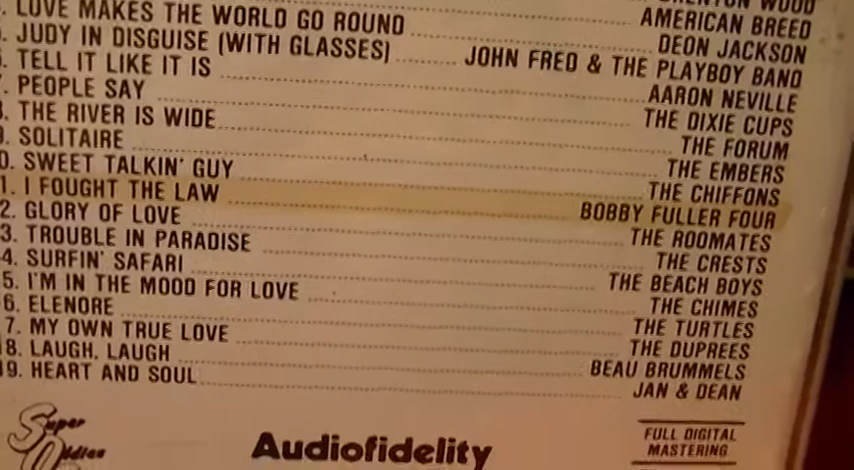 WOOD
AMERICAN BREED
. LOVE MAKES THE WORLD GO ROUND DEON JACKSON
. JUDY IN DISGUISE (WITH GLASSES) JOHN FRED & THE PLAYBOY BAND
. TELL IT LIKE IT IS AARON NEVILLE
. PEOPLE SAY THE DIXIE CUPS
. THE RIVER IS WIDE THE FORUM
. SOLITAIRE THE EMBERS
0. SWEET TALKIN' GUY THE CHIFFONS
1. I FOUGHT THE LAW BOBBY FULLER FOUR
2. GLORY OF LOVE THE ROOMATES
3. TROUBLE IN PARADISE THE CRESTS
4. SURFIN' SAFARI THE BEACH BOYS
5. I'M IN THE MOOD FOR LOVE THE CHIMES
6. ELENORE THE TURTLES
7. MY OWN TRUE LOVE THE DUPREES
8. LAUGH, LAUGH BEAU BRUMMELS
19. HEART AND SOUL JAN & DEAN
Super
Oldies
Audiofidelity
FULL DIGITAL
MASTERING